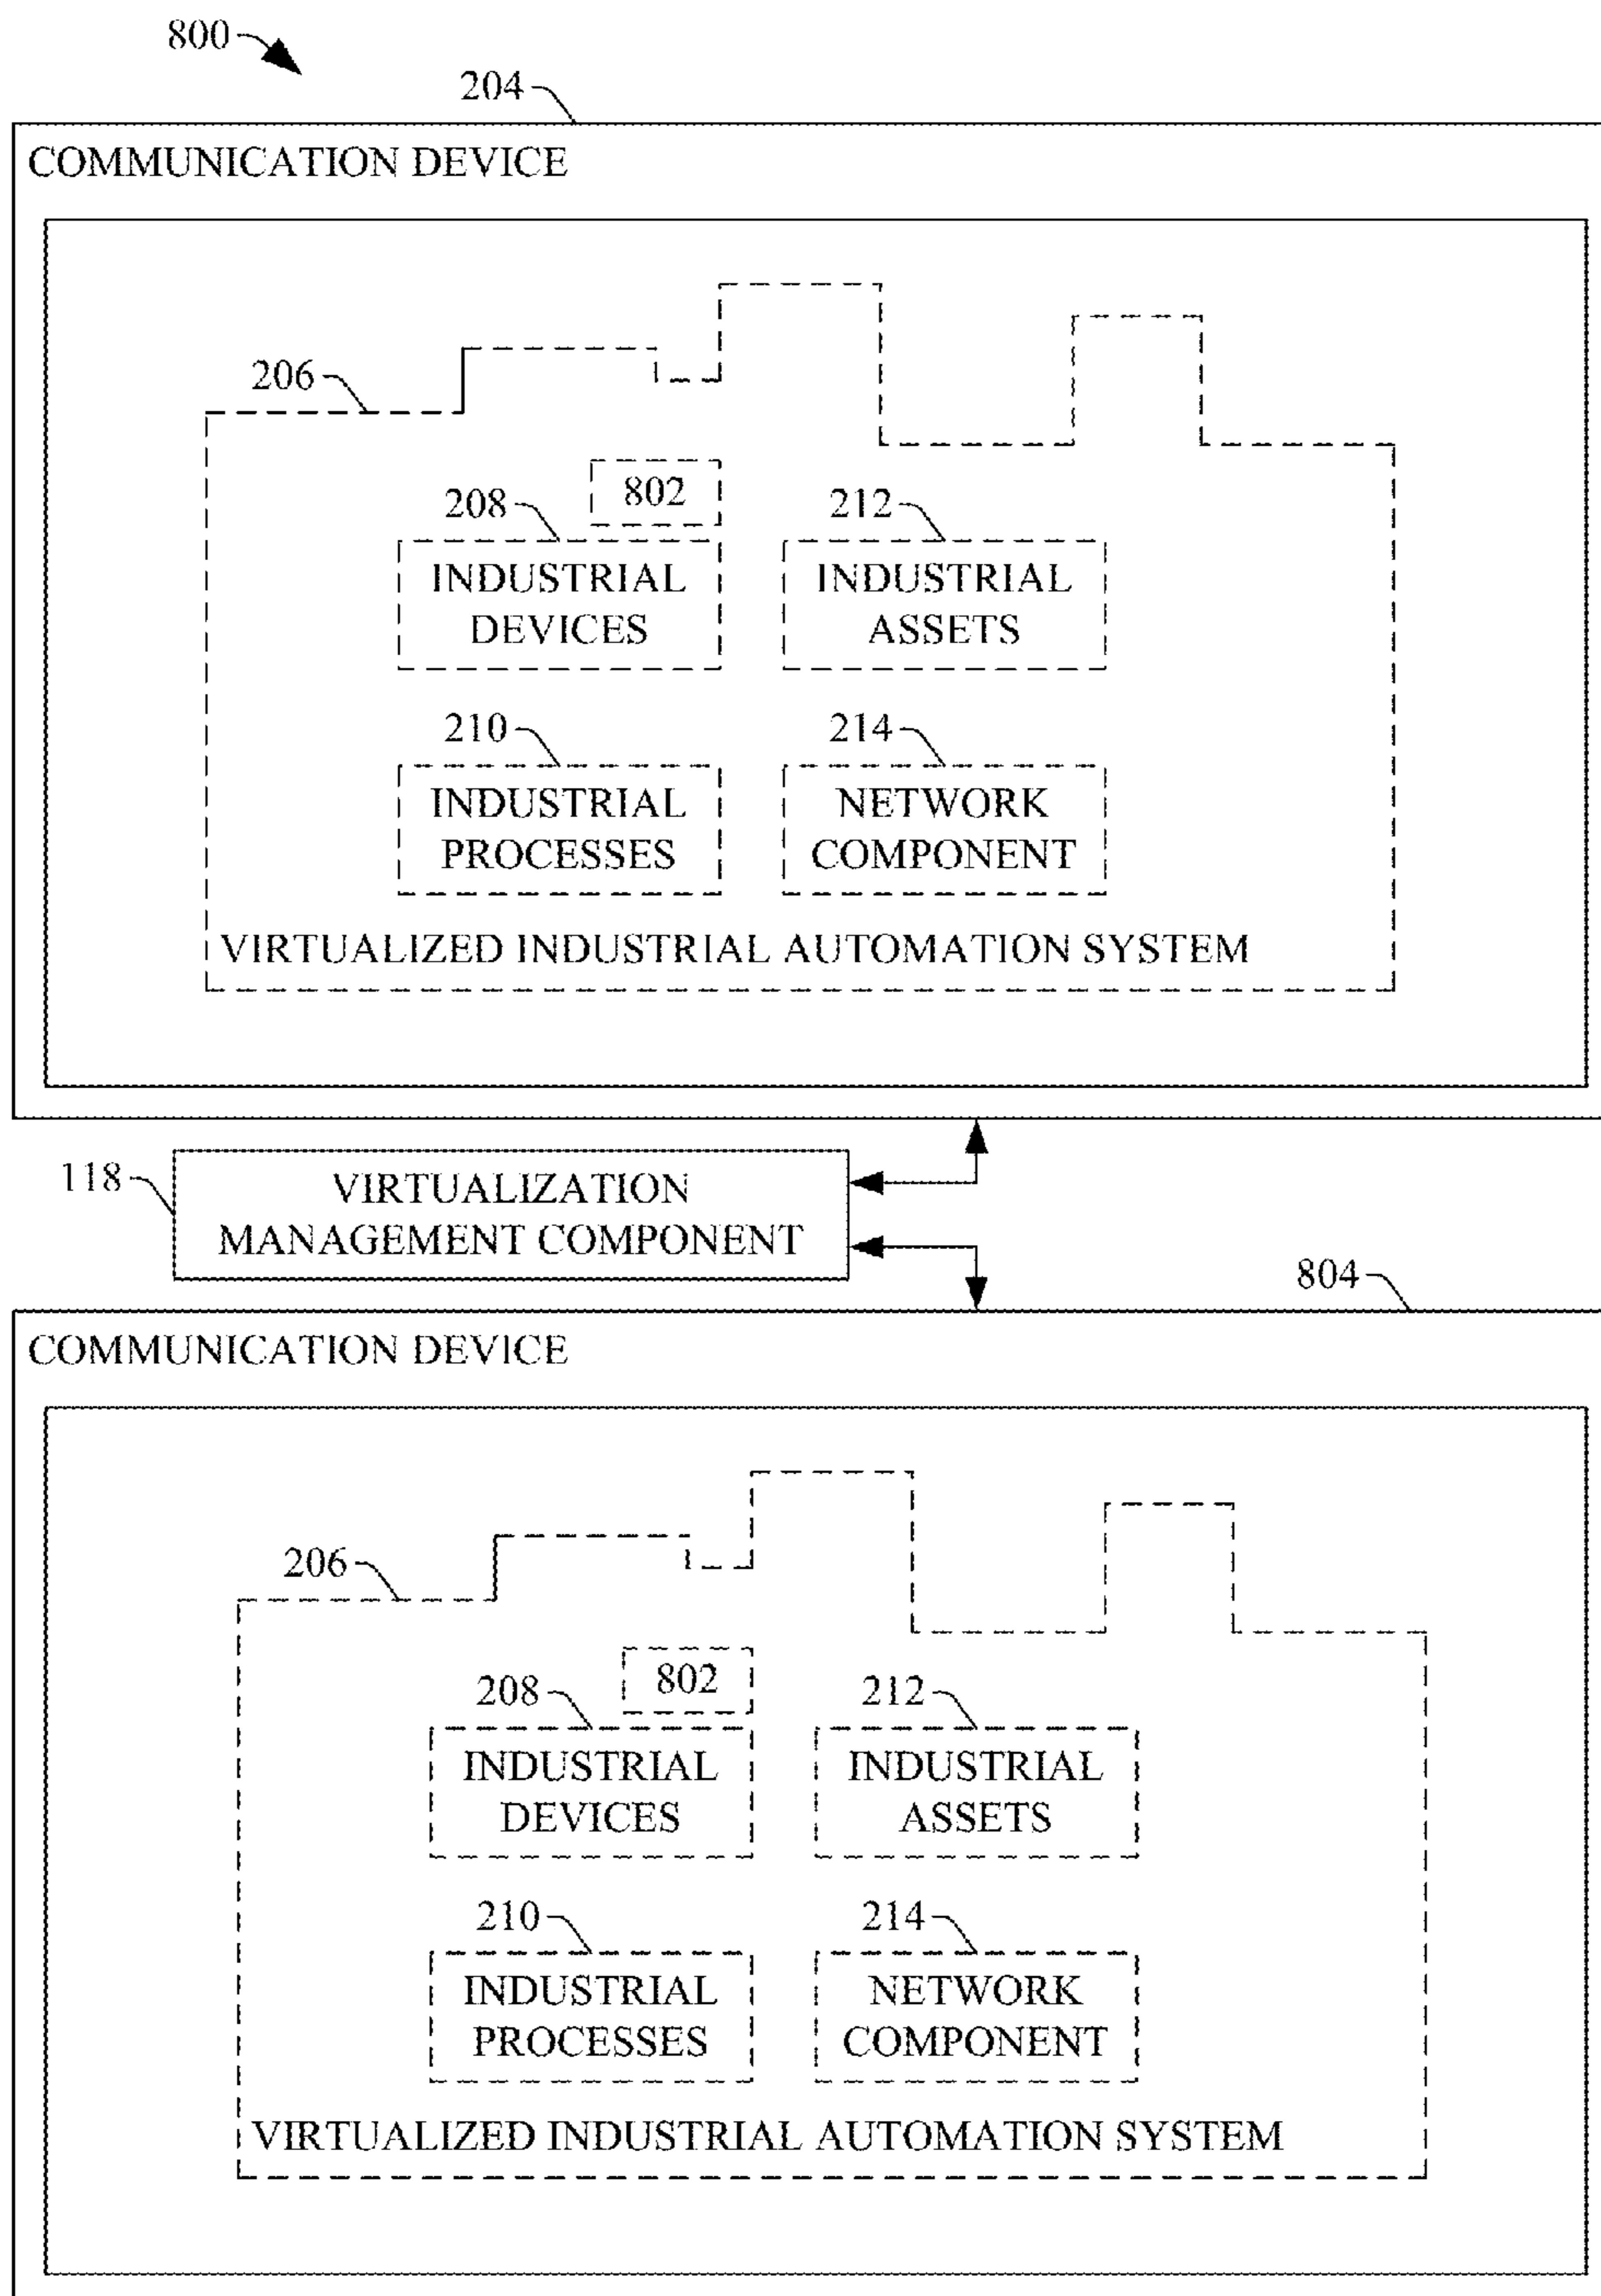 800
204
COMMUNICATION DEVICE
206
802
208
212
INDUSTRIAL
DEVICES
INDUSTRIAL
ASSETS
210
214
INDUSTRIAL
PROCESSES
NETWORK
COMPONENT
VIRTUALIZED INDUSTRIAL AUTOMATION SYSTEM
118
VIRTUALIZATION
MANAGEMENT COMPONENT
804
COMMUNICATION DEVICE
206
802
208
212
INDUSTRIAL
DEVICES
INDUSTRIAL
ASSETS
210
214
INDUSTRIAL
PROCESSES
NETWORK
COMPONENT
VIRTUALIZED INDUSTRIAL AUTOMATION SYSTEM